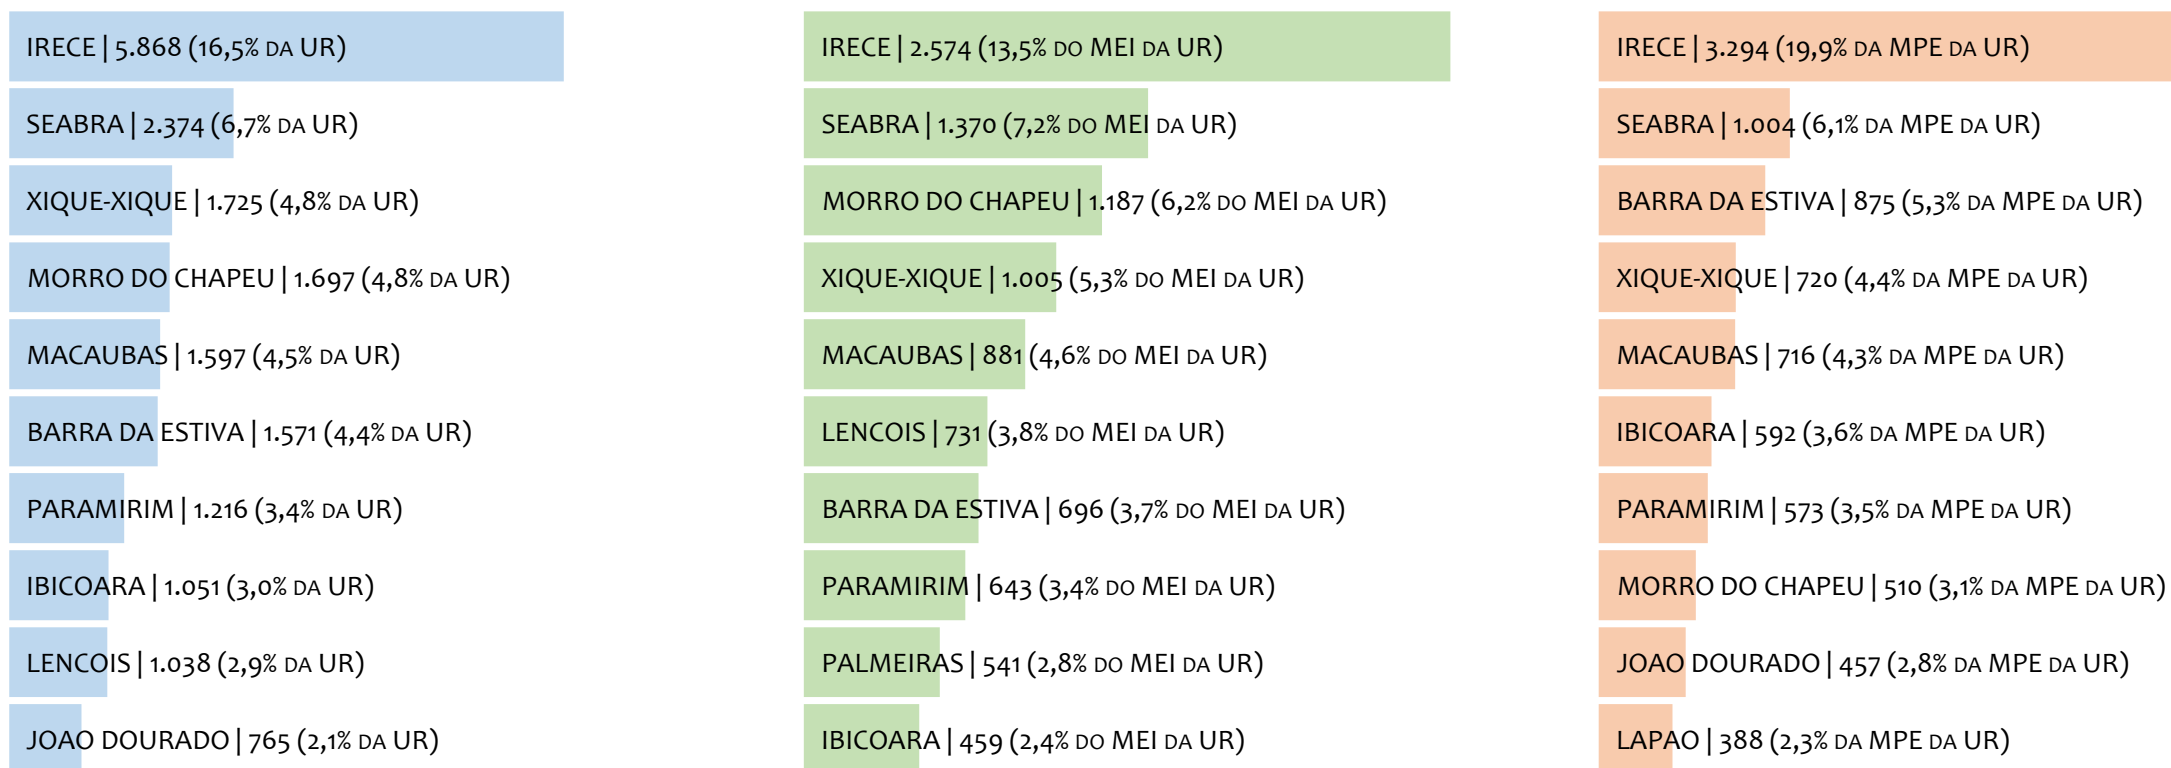 IRECE | 5.868 (16,5% DA UR)
SEABRA | 2.374 (6,7% DA UR)
XIQUE-XIQUE | 1.725 (4,8% DA UR)
MORRO DO CHAPEU | 1.697 (4,8% DA UR)
MACAUBAS | 1.597 (4,5% DA UR)
BARRA DA ESTIVA | 1.571 (4,4% DA UR)
PARAMIRIM | 1.216 (3,4% DA UR)
IBICOARA | 1.051 (3,0% DA UR)
LENCOIS | 1.038 (2,9% DA UR)
JOAO DOURADO | 765 (2,1% DA UR)
IRECE | 2.574 (13,5% DO MEI DA UR)
SEABRA | 1.370 (7,2% DO MEI DA UR)
MORRO DO CHAPEU | 1.187 (6,2% DO MEI DA UR)
XIQUE-XIQUE | 1.005 (5,3% DO MEI DA UR)
MACAUBAS | 881 (4,6% DO MEI DA UR)
LENCOIS | 731 (3,8% DO MEI DA UR)
BARRA DA ESTIVA | 696 (3,7% DO MEI DA UR)
PARAMIRIM | 643 (3,4% DO MEI DA UR)
PALMEIRAS | 541 (2,8% DO MEI DA UR)
IBICOARA | 459 (2,4% DO MEI DA UR)
IRECE | 3.294 (19,9% DA MPE DA UR)
SEABRA | 1.004 (6,1% DA MPE DA UR)
BARRA DA ESTIVA | 875 (5,3% DA MPE DA UR)
XIQUE-XIQUE | 720 (4,4% DA MPE DA UR)
MACAUBAS | 716 (4,3% DA MPE DA UR)
IBICOARA | 592 (3,6% DA MPE DA UR)
PARAMIRIM | 573 (3,5% DA MPE DA UR)
MORRO DO CHAPEU | 510 (3,1% DA MPE DA UR)
JOAO DOURADO | 457 (2,8% DA MPE DA UR)
LAPAO | 388 (2,3% DA MPE DA UR)